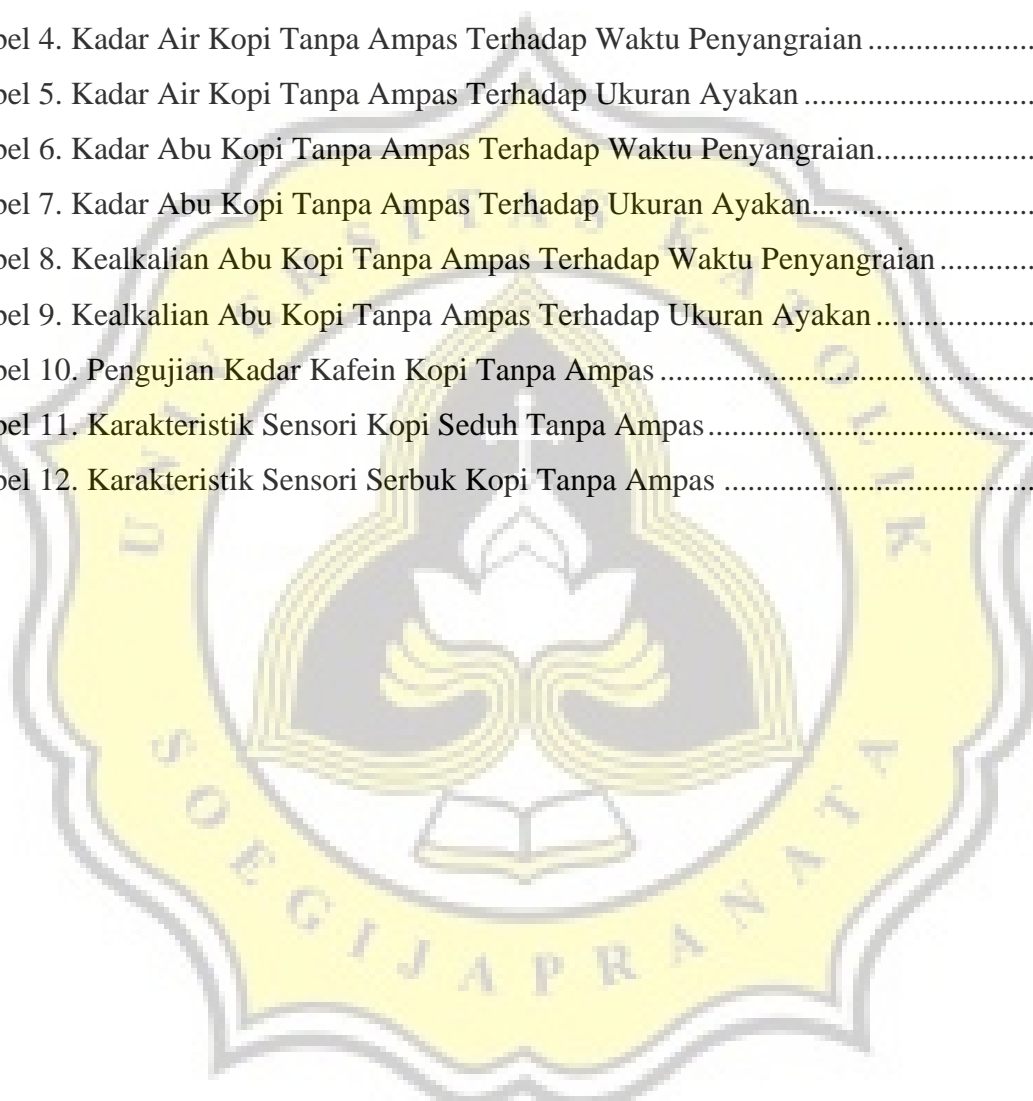 bel 4. Kadar Air Kopi Tanpa Ampas Terhadap Waktu Penyangraian ..........................
bel 5. Kadar Air Kopi Tanpa Ampas Terhadap Ukuran Ayakan ....................................
bel 6. Kadar Abu Kopi Tanpa Ampas Terhadap Waktu Penyangraian.........................
bel 7. Kadar Abu Kopi Tanpa Ampas Terhadap Ukuran Ayakan...................................
bel 8. Kealkalian Abu Kopi Tanpa Ampas Terhadap Waktu Penyangraian ...............
bel 9. Kealkalian Abu Kopi Tanpa Ampas Terhadap Ukuran Ayakan .........................
bel 10. Pengujian Kadar Kafein Kopi Tanpa Ampas ...........................................................
bel 11. Karakteristik Sensori Kopi Seduh Tanpa Ampas....................................................
bel 12. Karakteristik Sensori Serbuk Kopi Tanpa Ampas .................................................
UNIVERSITAS KATOLIK
SOEGIJAPRANATA